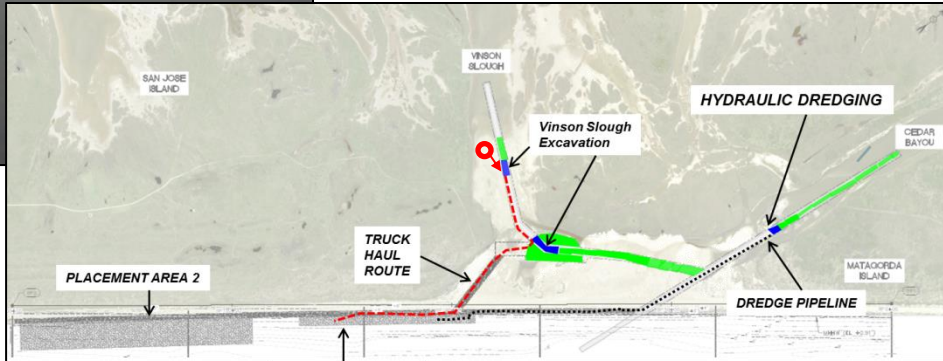 VINSON
SLOUGH
SAN JOSE
ISLAND
HYDRAULIC DREDGING
Vinson Slough
Excavation
CEDAR
BAYOU
TRUCK
HAUL
ROUTE
PLACEMENT AREA 2
MATAGORDA
ISLAND
DREDGE PIPELINE